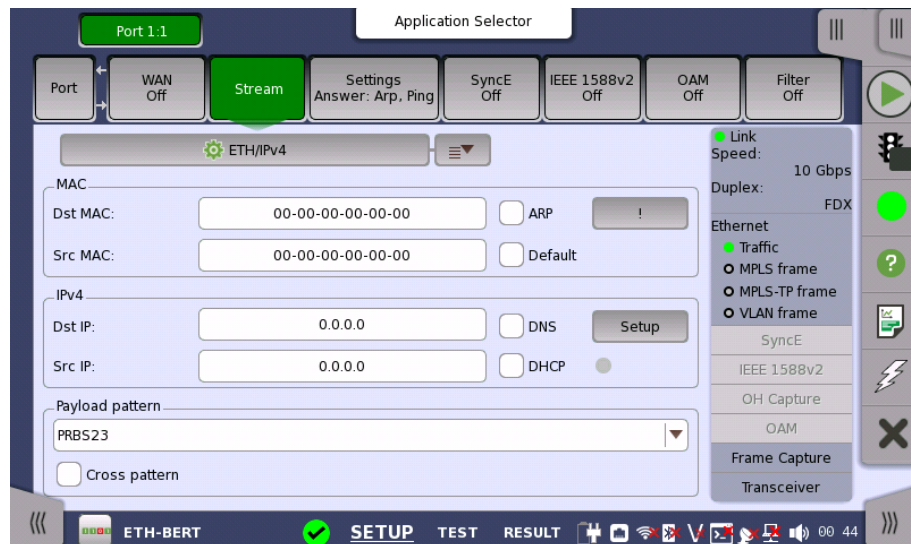 Port 1:1
Application Selector
Port
WAN
Off
Stream
Settings
Answer: Arp, Ping
SyncE
Off
IEEE 1588v2
Off
OAM
Off
Filter
Off
ETH/IPv4
MAC
Dst MAC:
00-00-00-00-00-00
ARP
!
Src MAC:
00-00-00-00-00-00
Default
IPv4
Dst IP:
0.0.0.0
DNS
Setup
Src IP:
0.0.0.0
DHCP
Payload pattern
PRBS23
Cross pattern
Link
Speed:
10 Gbps
Duplex:
FDX
Ethernet
Traffic
MPLS frame
MPLS-TP frame
VLAN frame
SyncE
IEEE 1588v2
OH Capture
OAM
Frame Capture
Transceiver
?
ETH-BERT
SETUP
TEST
RESULT
00 44